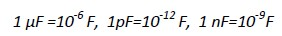 1 μF =10⁻⁶ F,  1pF=10⁻¹² F,  1 nF=10⁻⁹F